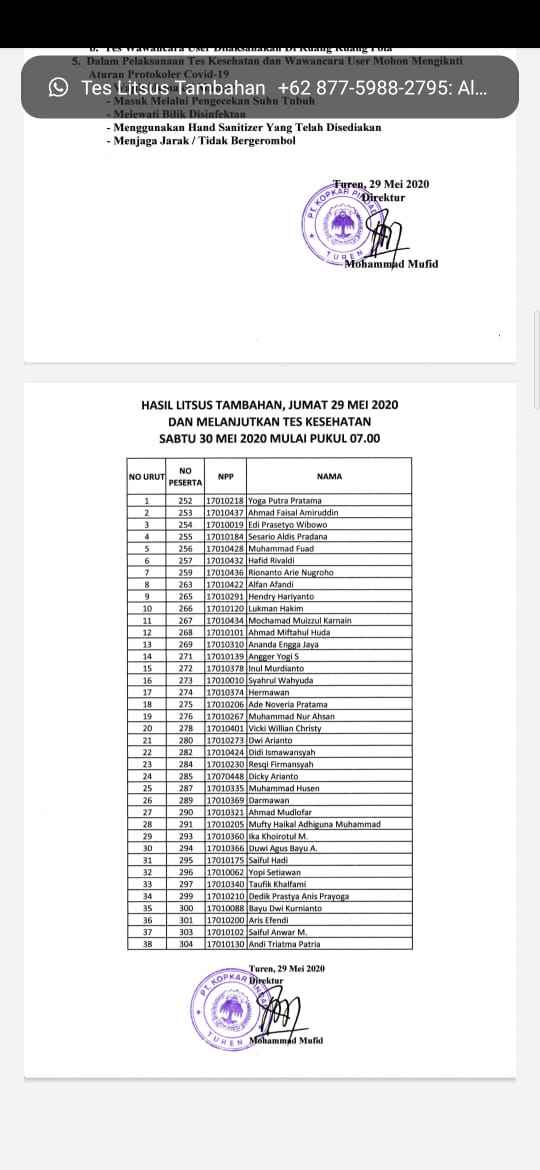 b. Tes Wawancara User Dilaksanakan Di Ruang Ruang Pola
5. Dalam Pelaksanaan Tes Kesehatan dan Wawancara User Mohon Mengikuti
Aturan Protokoler Covid-19
Tes Litsus Tambahan +62 877-5988-2795: Al...
- Masuk Melalui Pengecekan Suhu Tubuh
- Melewati Bilik Disinfektan
- Menggunakan Hand Sanitizer Yang Telah Disediakan
- Menjaga Jarak / Tidak Bergerombol
Turen, 29 Mei 2020
Direktur
PT. KOPKAR PINDAD
TUREN
Mohammad Mufid
HASIL LITSUS TAMBAHAN, JUMAT 29 MEI 2020
DAN MELANJUTKAN TES KESEHATAN
SABTU 30 MEI 2020 MULAI PUKUL 07.00
NO URUT NO PESERTA NPP NAMA
1 252 17010218 Yoga Putra Pratama
2 253 17010437 Ahmad Faisal Amiruddin
3 254 17010019 Edi Prasetyo Wibowo
4 255 17010184 Sesario Aldis Pradana
5 256 17010428 Muhammad Fuad
6 257 17010432 Hafid Rivaldi
7 259 17010436 Rionanto Arie Nugroho
8 263 17010422 Alfan Afandi
9 265 17010291 Hendry Hariyanto
10 266 17010120 Lukman Hakim
11 267 17010434 Mochamad Muizzul Karnain
12 268 17010101 Ahmad Miftahul Huda
13 269 17010310 Ananda Engga Jaya
14 271 17010139 Angger Yogi S
15 272 17010378 Inul Murdianto
16 273 17010010 Syahrul Wahyuda
17 274 17010374 Hermawan
18 275 17010206 Ade Noveria Pratama
19 276 17010267 Muhammad Nur Ahsan
20 278 17010401 Vicki Willian Christy
21 280 17010273 Dwi Arianto
22 282 17010424 Didi Ismawansyah
23 284 17010230 Resqi Firmansyah
24 285 17070448 Dicky Arianto
25 287 17010335 Muhammad Husen
26 289 17010369 Darmawan
27 290 17010321 Ahmad Mudlofar
28 291 17010205 Mufty Haikal Adhiguna Muhammad
29 293 17010360 Ika Khoirotul M.
30 294 17010366 Duwi Agus Bayu A.
31 295 17010175 Saiful Hadi
32 296 17010062 Yopi Setiawan
33 297 17010340 Taufik Khalfami
34 299 17010210 Dedik Prastya Anis Prayoga
35 300 17010088 Bayu Dwi Kurnianto
36 301 17010200 Aris Efendi
37 303 17010102 Saiful Anwar M.
38 304 17010130 Andi Triatma Patria
Turen, 29 Mei 2020
Direktur
PT. KOPKAR PINDAD
TUREN
Mohammad Mufid